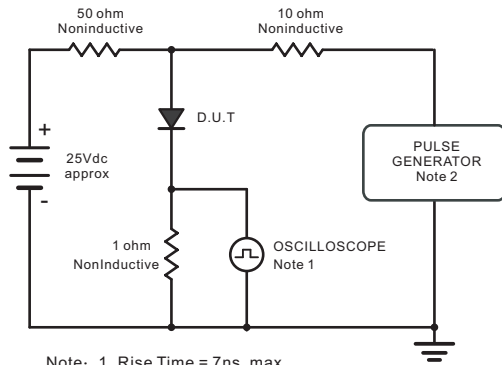 50 ohm
Noninductive
10 ohm
Noninductive
D.U.T
+
25Vdc
approx
-
PULSE
GENERATOR
Note 2
1 ohm
NonInductive
OSCILLOSCOPE
Note 1
Note: 1. Rise Time = 7ns, max.